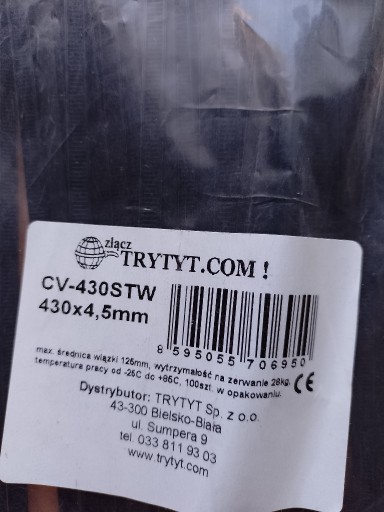 złącz
TRYTYT.COM !
CV-430STW
430x4,5mm
8 595055 706950
max. średnica wiązki 125mm, wytrzymałość na zerwanie 28kg,
temperatura pracy od -25C do +85C, 100szt. w opakowaniu.
CE
Dystrybutor: TRYTYT Sp. z o.o.
43-300 Bielsko-Biała
ul. Sumpera 9
tel. 033 811 93 03
www.trytyt.com